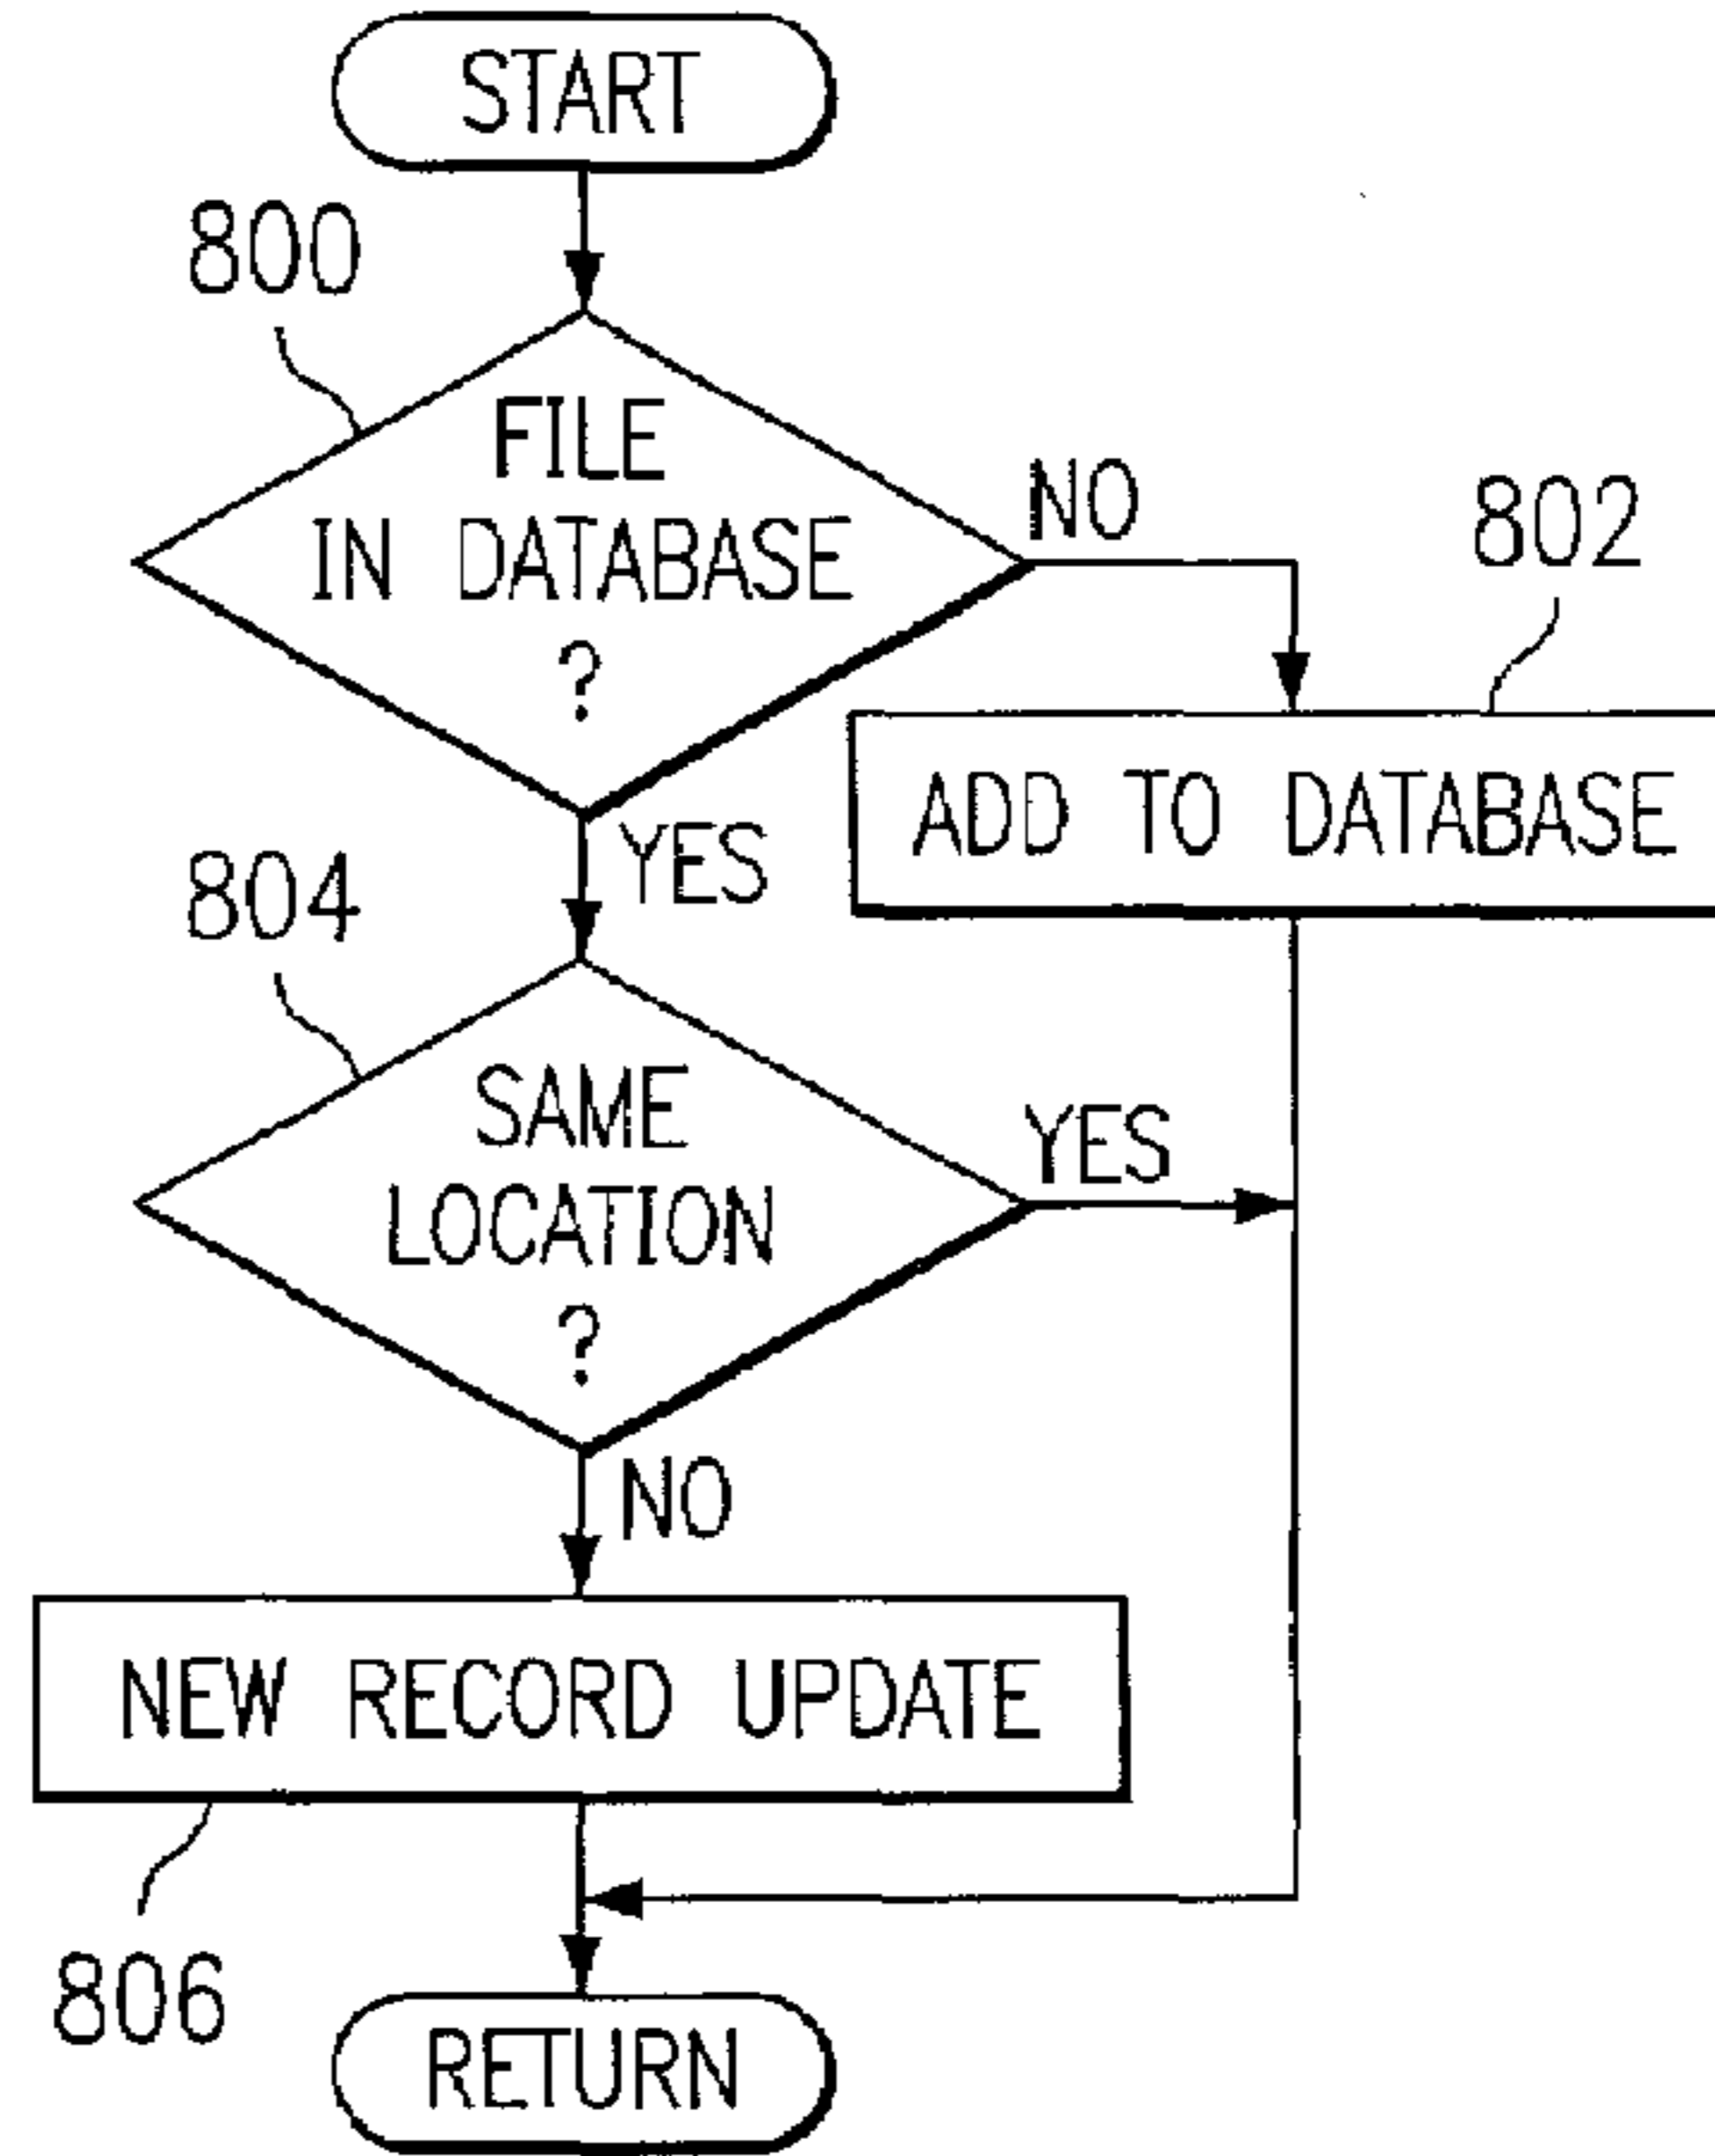 START
800
FILE
IN DATABASE
?
NO
802
ADD TO DATABASE
YES
804
SAME
LOCATION
?
YES
NO
NEW RECORD UPDATE
806
RETURN